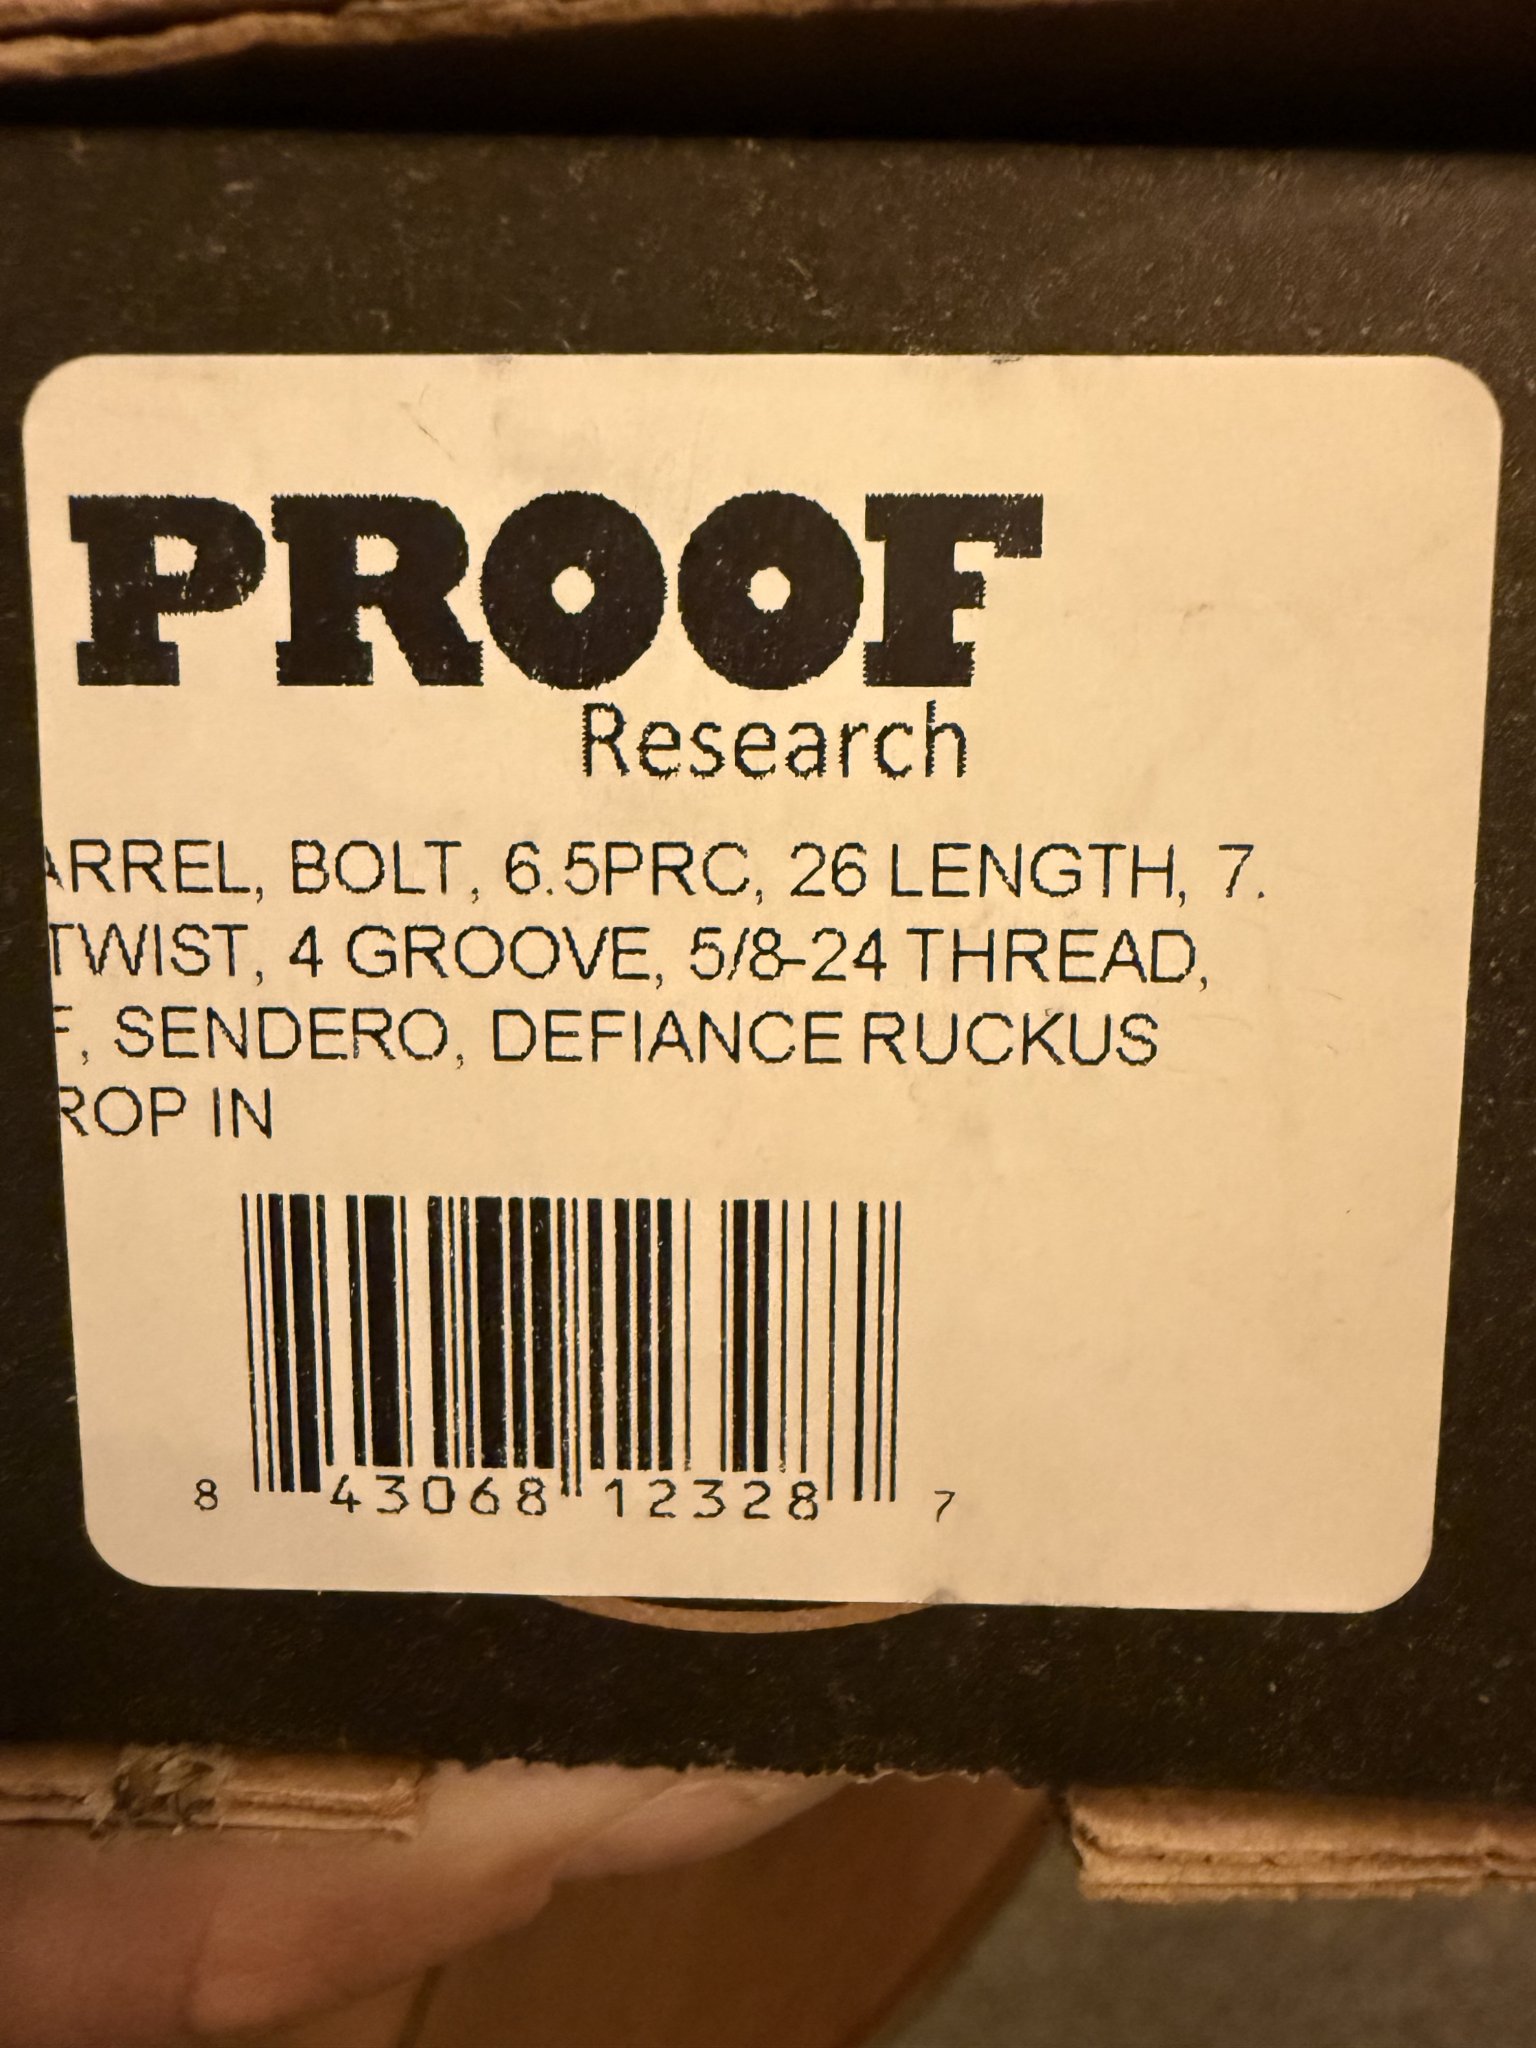 PROOF
Research
ARREL, BOLT, 6.5PRC, 26 LENGTH, 7.
TWIST, 4 GROOVE, 5/8-24 THREAD,
F, SENDERO, DEFIANCE RUCKUS
ROP IN
8 43068 12328 7